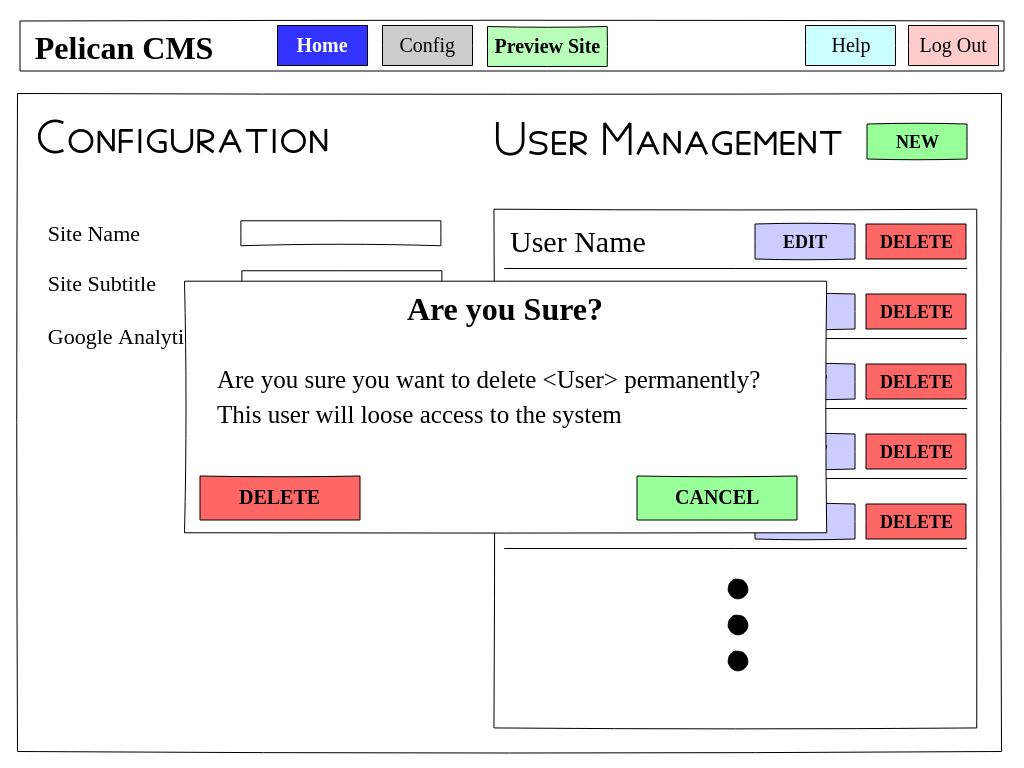 Pelican CMS Home Config Preview Site Help Log Out
Configuration
User Management NEW
Site Name
User Name EDIT DELETE
Site Subtitle
DELETE
Google Analyti
Are you Sure?
Are you sure you want to delete <User> permanently?
This user will loose access to the system
DELETE CANCEL
DELETE
DELETE
DELETE